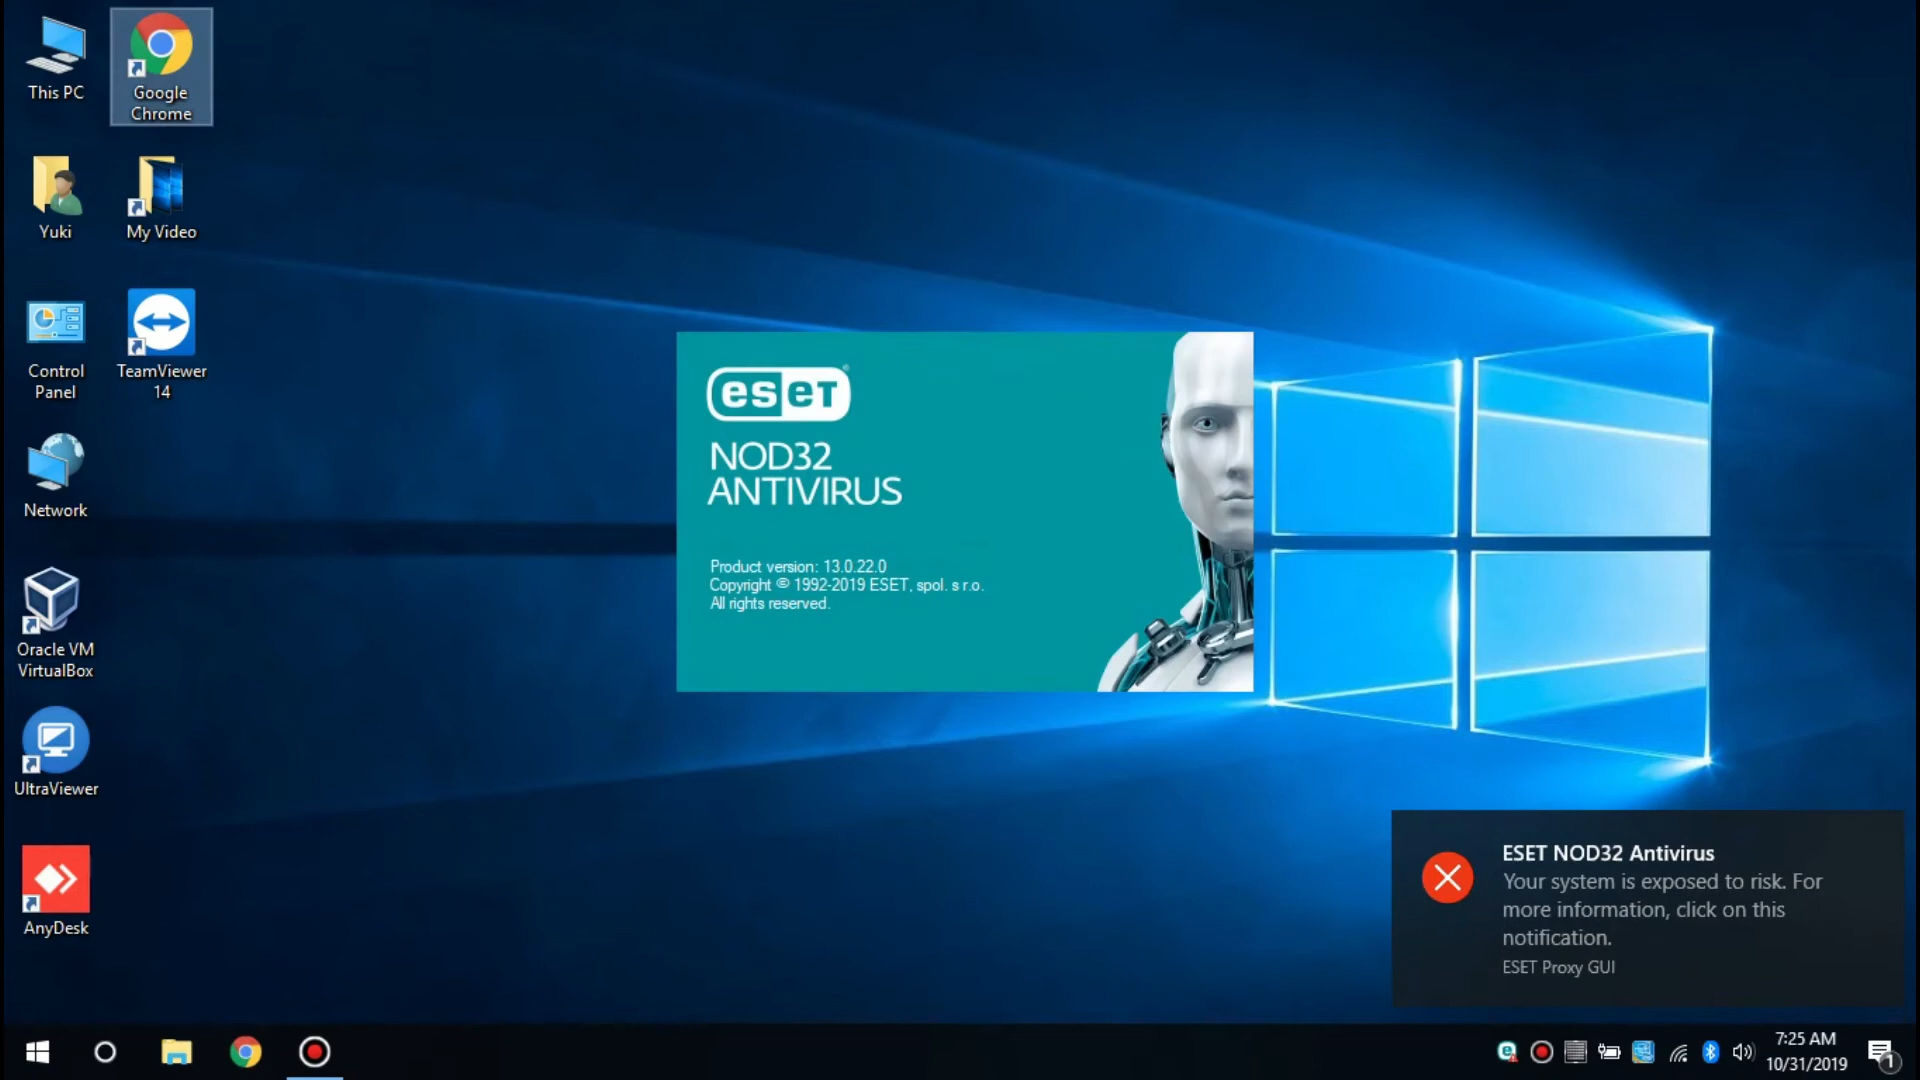 This PC
Google
Chrome
Yuki
My Video
Control
Panel
TeamViewer
14
Network
Oracle VM
VirtualBox
UltraViewer
AnyDesk
eseT
NOD32
ANTIVIRUS
Product version: 13.0.22.0
Copyright © 1992-2019 ESET, spol. s r.o.
All rights reserved.
ESET NOD32 Antivirus
Your system is exposed to risk. For
more information, click on this
notification.
ESET Proxy GUI
7:25 AM
10/31/2019
1